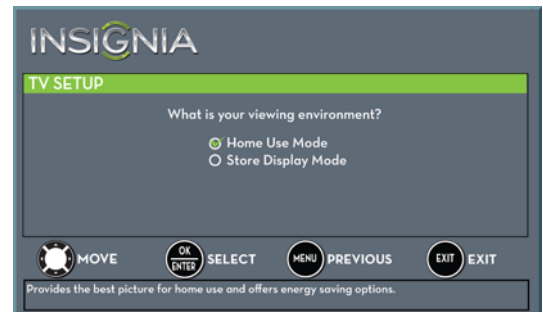 INSIGNIA
TV SETUP
What is your viewing environment?
Home Use Mode
Store Display Mode
MOVE OK ENTER SELECT MENU PREVIOUS EXIT EXIT
Provides the best picture for home use and offers energy saving options.